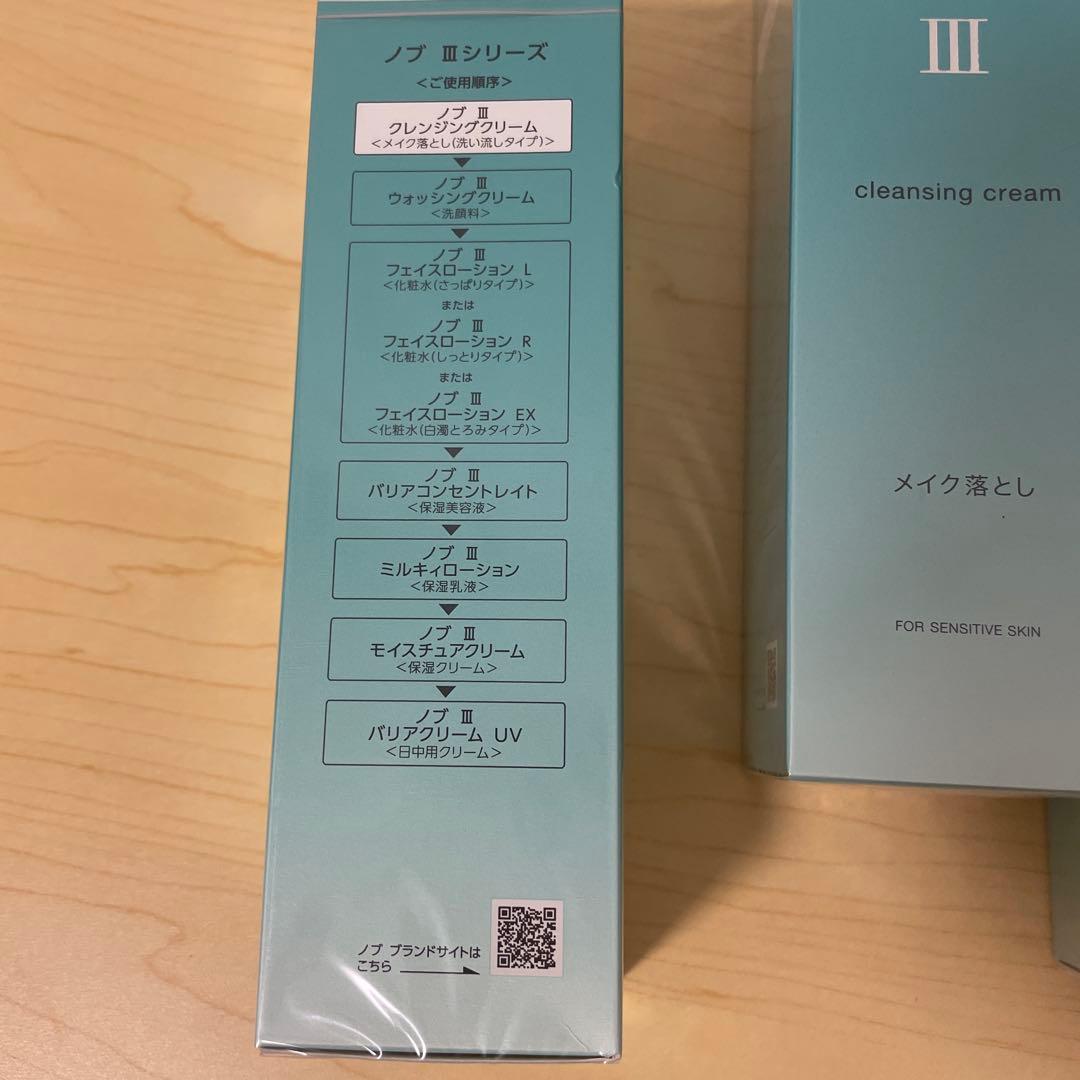 ノブ Ⅲシリーズ
＜ご使用順序＞
ノブ Ⅲ
クレンジングクリーム
＜メイク落とし(洗い流しタイプ)＞
ノブ Ⅲ
ウォッシングクリーム
＜洗顔料＞
ノブ Ⅲ
フェイスローション L
＜化粧水(さっぱりタイプ)＞
または
ノブ Ⅲ
フェイスローション R
＜化粧水(しっとりタイプ)＞
または
ノブ Ⅲ
フェイスローション EX
＜化粧水(白濁とろみタイプ)＞
ノブ Ⅲ
バリアコンセントレイト
＜保湿美容液＞
ノブ Ⅲ
ミルキィローション
＜保湿乳液＞
ノブ Ⅲ
モイスチュアクリーム
＜保湿クリーム＞
ノブ Ⅲ
バリアクリーム UV
＜日中用クリーム＞
ノブ ブランドサイトは
こちら
Ⅲ
cleansing cream
メイク落とし
FOR SENSITIVE SKIN